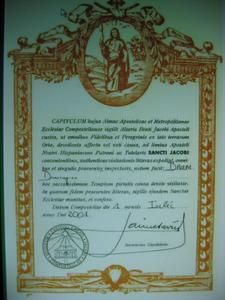 CAPITULUM hujus Almae Apostolicae et Metropolitanae
Ecclesiae Compostellanae sigilli Altaris Beati Jacobi Apostoli
custos, ut omnibus Fidelibus et Peregrinis ex toto terrarum
Orbe, devotionis affectu vel voti causa, ad limina Apostoli
Nostri Hispaniarum Patroni ac Tutelaris SANCTI JACOBI
convenientibus, authenticas visitationis litteras expediat, omni-
bus et singulis praesentes inspecturis, notum facit:
hoc sacratissimum Templum pietatis causa devote visitasse.
In quorum fidem praesentes litteras, sigillo ejusdem Sanctae
Ecclesiae munitas, ei confero.
Datum Compostellae die 1 mensis Julii
anno Dni 2001
Secretarius Capitularis